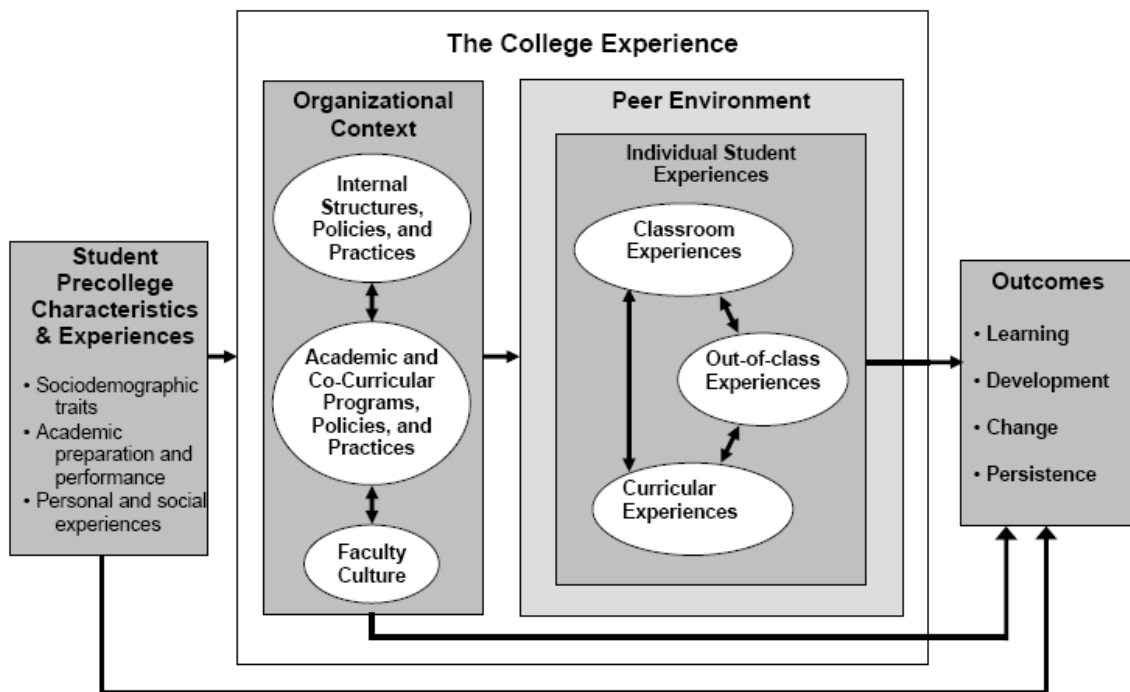 The College Experience
Student
Precollege
Characteristics
& Experiences
• Sociodemographic
traits
• Academic
preparation and
performance
• Personal and social
experiences
Organizational
Context
Internal
Structures,
Policies, and
Practices
Academic and
Co-Curricular
Programs,
Policies, and
Practices
Faculty
Culture
Peer Environment
Individual Student
Experiences
Classroom
Experiences
Out-of-class
Experiences
Curricular
Experiences
Outcomes
• Learning
• Development
• Change
• Persistence